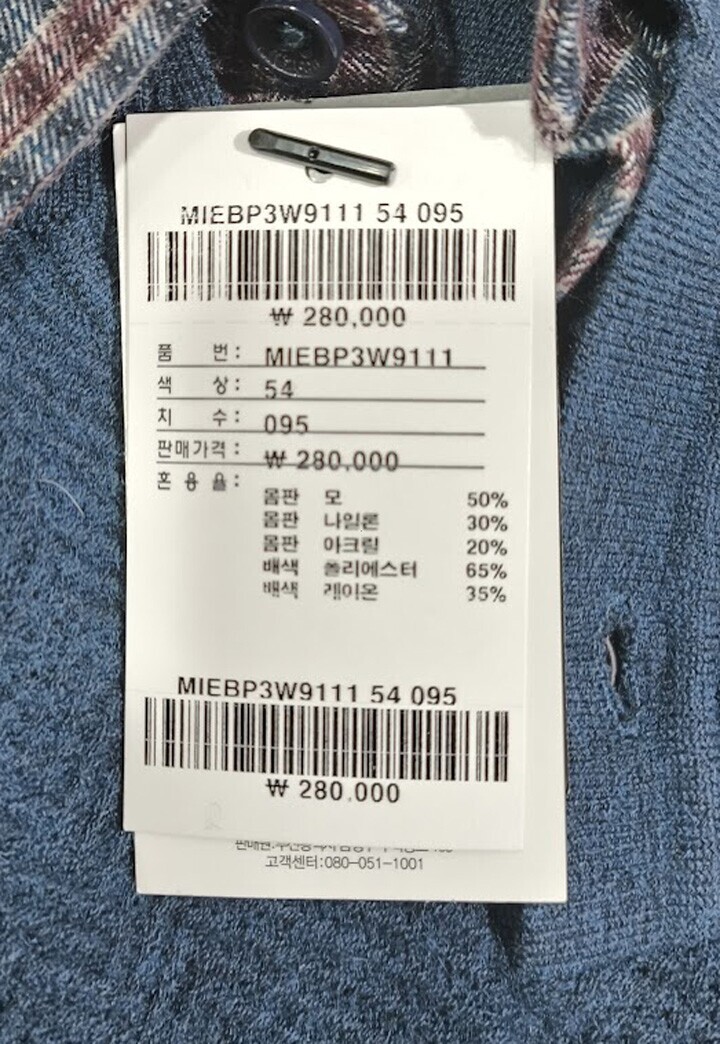 MIEBP3W9111 54 095
₩ 280,000
품 번: MIEBP3W9111
색 상: 54
치 수: 095
판매가격: ₩ 280,000
혼 용 율:
몸판 모 50%
몸판 나일론 30%
몸판 아크릴 20%
배색 폴리에스터 65%
배색 레이온 35%
MIEBP3W9111 54 095
₩ 280,000
고객센터:080-051-1001